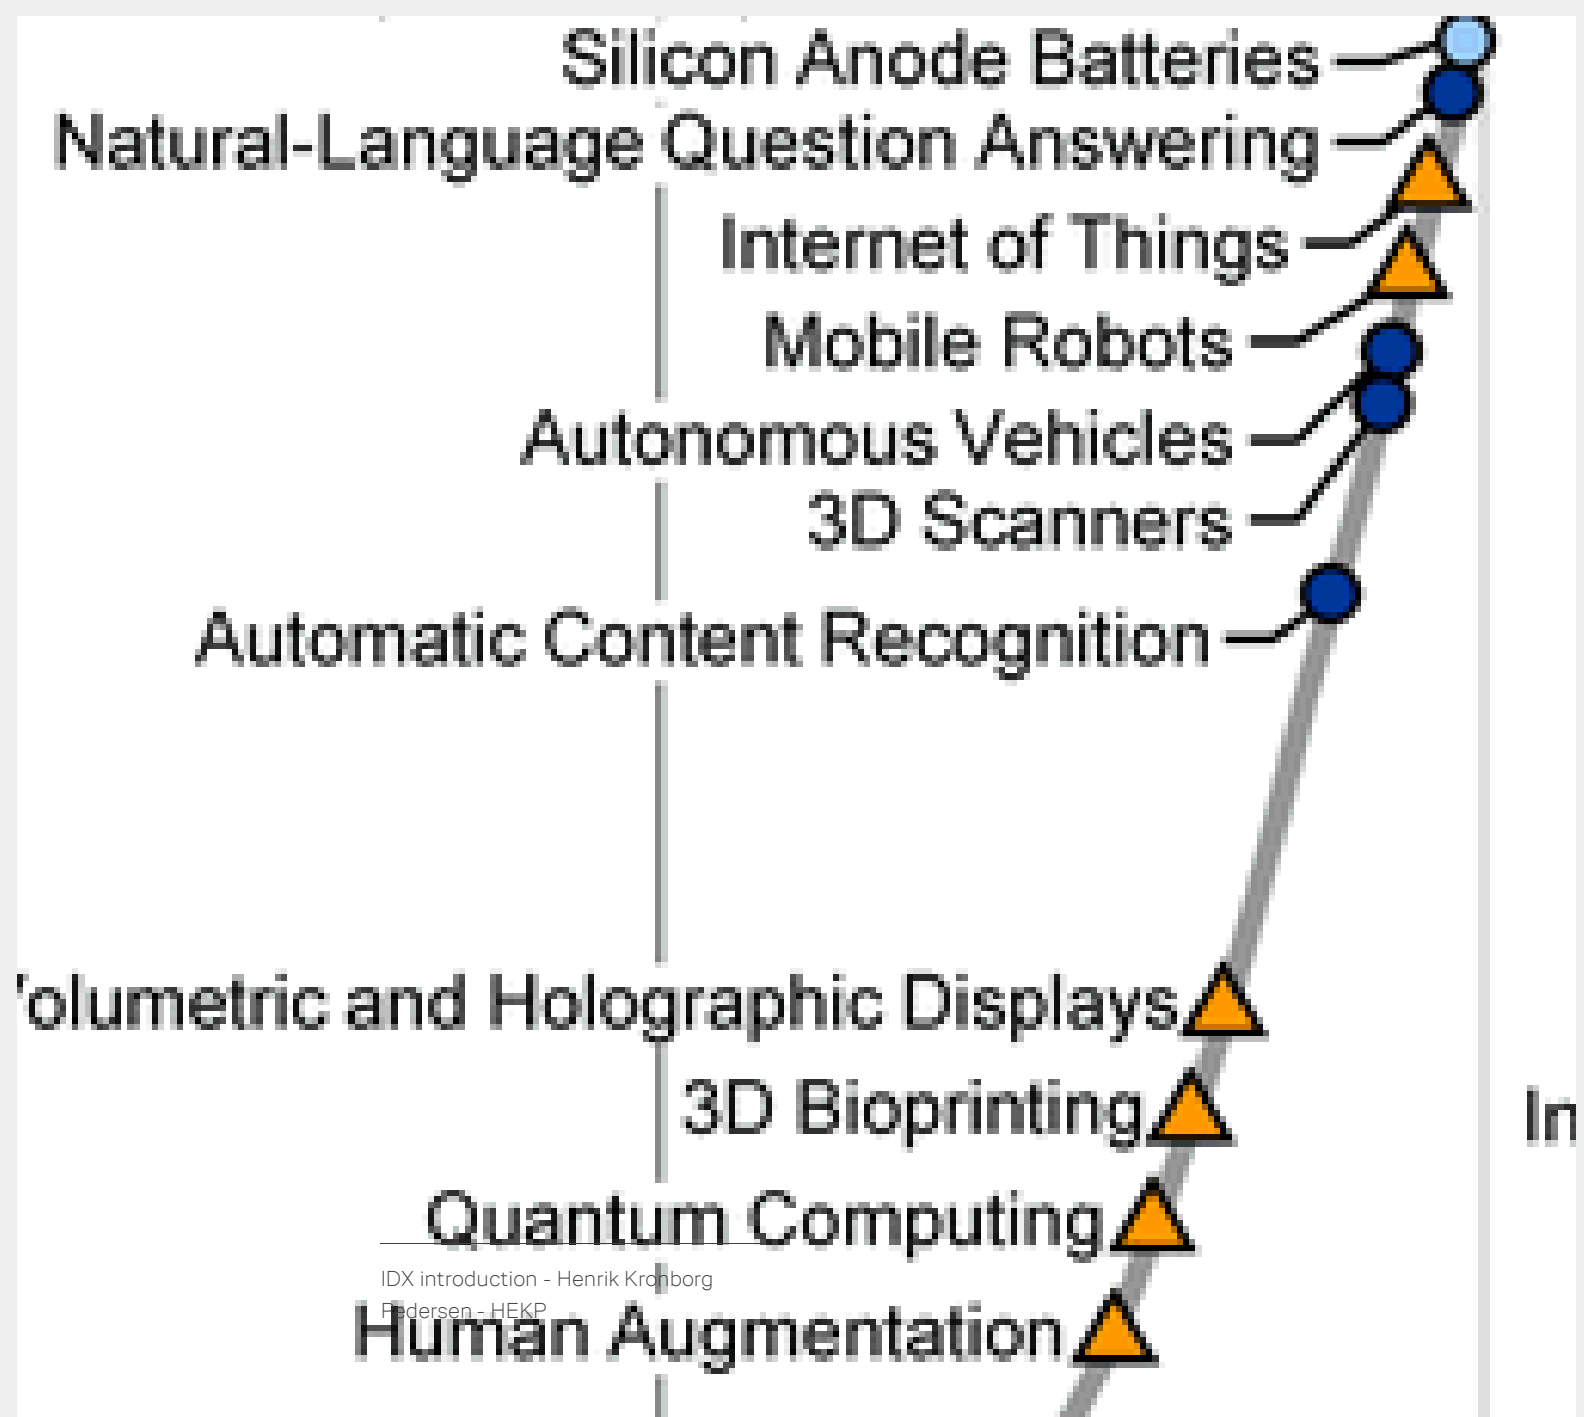 Silicon Anode Batteries
Natural-Language Question Answering
Internet of Things
Mobile Robots
Autonomous Vehicles
3D Scanners
Automatic Content Recognition
olumetric and Holographic Displays
3D Bioprinting
In
Quantum Computing
IDX introduction - Henrik Kronborg
Pedersen - HEKP
Human Augmentation